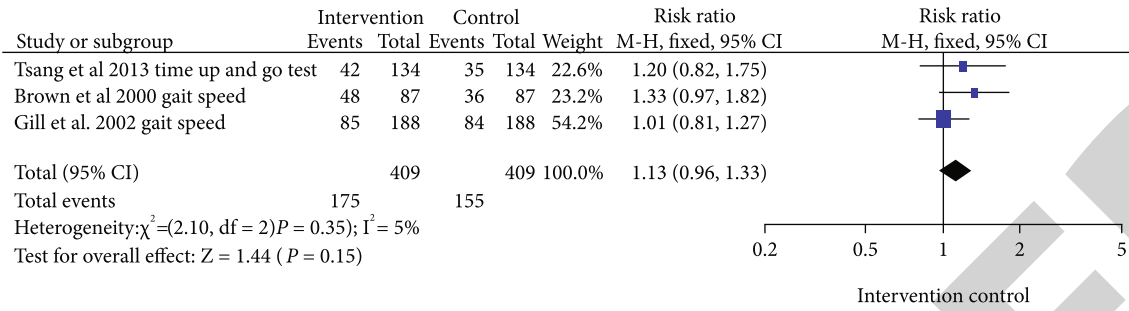 Intervention Control Risk ratio Risk ratio
Study or subgroup Events Total Events Total Weight M-H, fixed, 95% CI M-H, fixed, 95% CI
Tsang et al 2013 time up and go test 42 134 35 134 22.6% 1.20 (0.82, 1.75)
Brown et al 2000 gait speed 48 87 36 87 23.2% 1.33 (0.97, 1.82)
Gill et al. 2002 gait speed 85 188 84 188 54.2% 1.01 (0.81, 1.27)
Total (95% CI) 409 409 100.0% 1.13 (0.96, 1.33)
Total events 175 155
Heterogeneity:χ²=(2.10, df = 2)P = 0.35); I² = 5%
Test for overall effect: Z = 1.44 ( P = 0.15)
0.2 0.5 1 2 5
Intervention control